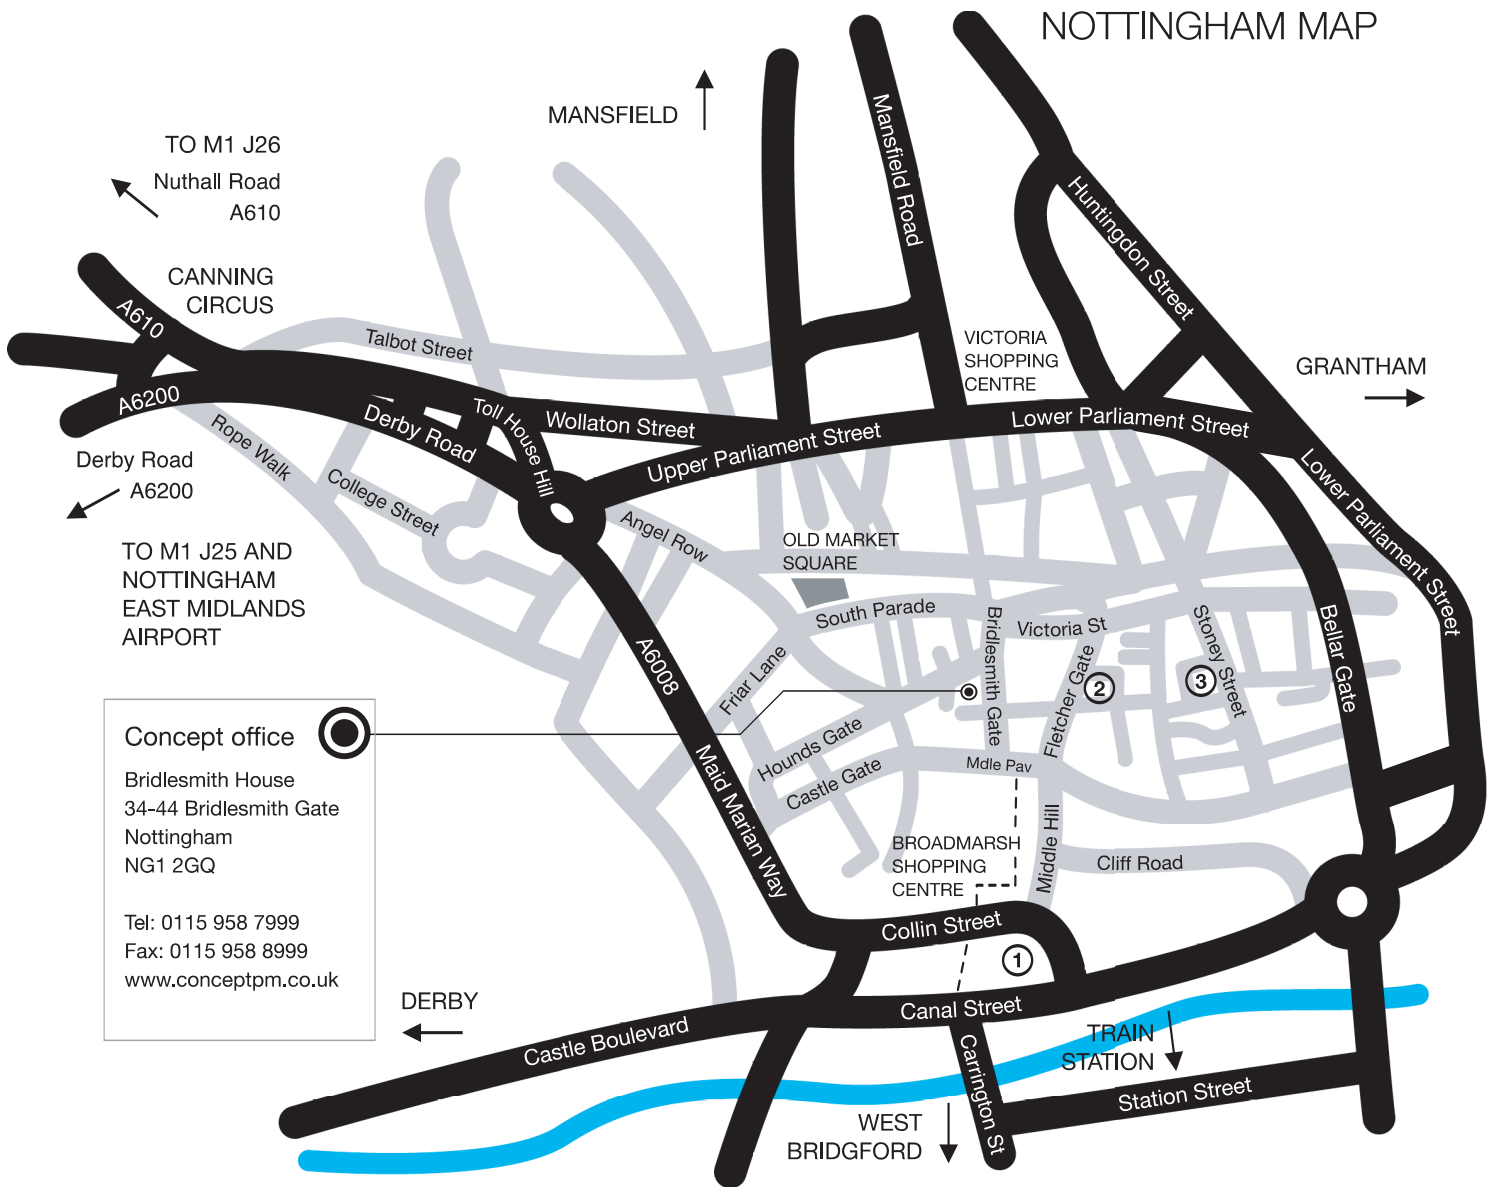 NOTTINGHAM MAP
MANSFIELD
TO M1 J26
Nuthall Road
A610
CANNING
CIRCUS
A610
A6200
Derby Road
A6200
TO M1 J25 AND
NOTTINGHAM
EAST MIDLANDS
AIRPORT
Talbot Street
Mansfield Road
Huntingdon Street
VICTORIA
SHOPPING
CENTRE
GRANTHAM
Rope Walk
College Street
Derby Road
Toll House Hill
Wollaton Street
Upper Parliament Street
Lower Parliament Street
Lower Parliament Street
Angel Row
OLD MARKET
SQUARE
South Parade
Bridlesmith Gate
Victoria St
Fletcher Gate
Stoney Street
Bellar Gate
A6008
Friar Lane
2
3
Hounds Gate
Castle Gate
Mdle Pav
Maid Marian Way
Middle Hill
Cliff Road
BROADMARSH
SHOPPING
CENTRE
Collin Street
1
Canal Street
Castle Boulevard
Carrington St
TRAIN
STATION
Station Street
DERBY
WEST
BRIDGFORD
Concept office
Bridlesmith House
34-44 Bridlesmith Gate
Nottingham
NG1 2GQ
Tel: 0115 958 7999
Fax: 0115 958 8999
www.conceptpm.co.uk